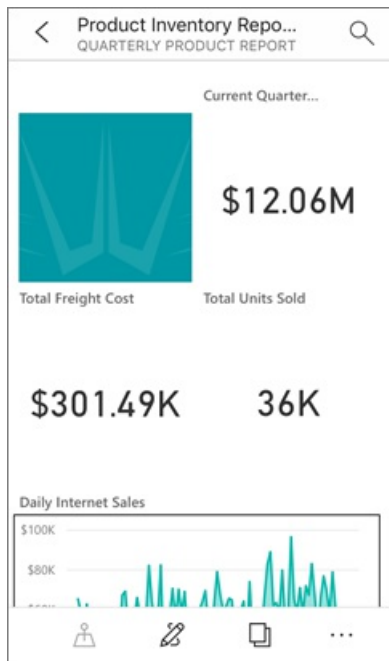 Product Inventory Repo...
QUARTERLY PRODUCT REPORT
Current Quarter...
$12.06M
Total Freight Cost
Total Units Sold
$301.49K
36K
Daily Internet Sales
$100K
$80K
$60K